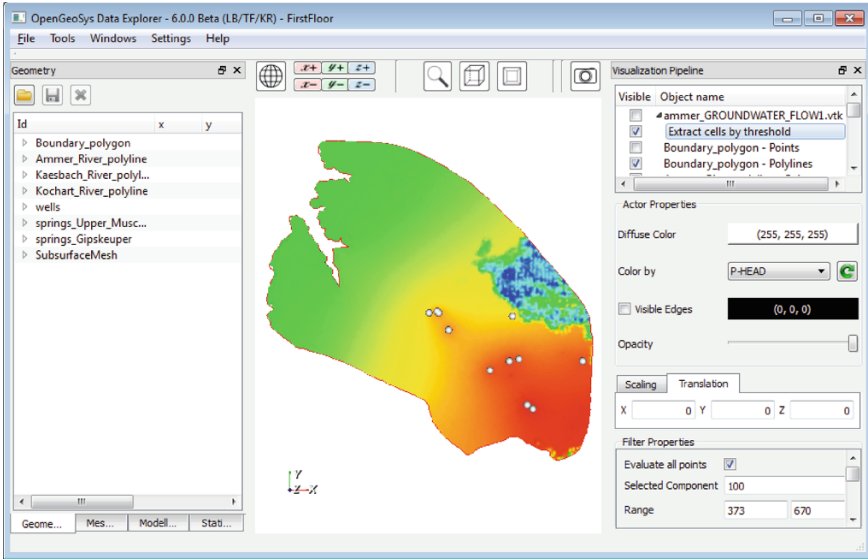 OpenGeoSys Data Explorer - 6.0.0 Beta (LB/TF/KR) - FirstFloor
File Tools Windows Settings Help
Geometry
x+ y+ z+
x- y- z-
Id x y
Boundary_polygon
Ammer_River_polyline
Kaesbach_River_polyl...
Kochart_River_polyline
wells
springs_Upper_Musc...
springs_Gipskeuper
SubsurfaceMesh
Geome... Mes... Modell... Stati...
Y
Z X
Visualization Pipeline
Visible Object name
ammer_GROUNDWATER_FLOW1.vtk
Extract cells by threshold
Boundary_polygon - Points
Boundary_polygon - Polylines
Actor Properties
Diffuse Color (255, 255, 255)
Color by P-HEAD
Visible Edges (0, 0, 0)
Opacity
Scaling Translation
X 0 Y 0 Z 0
Filter Properties
Evaluate all points
Selected Component 100
Range 373 670